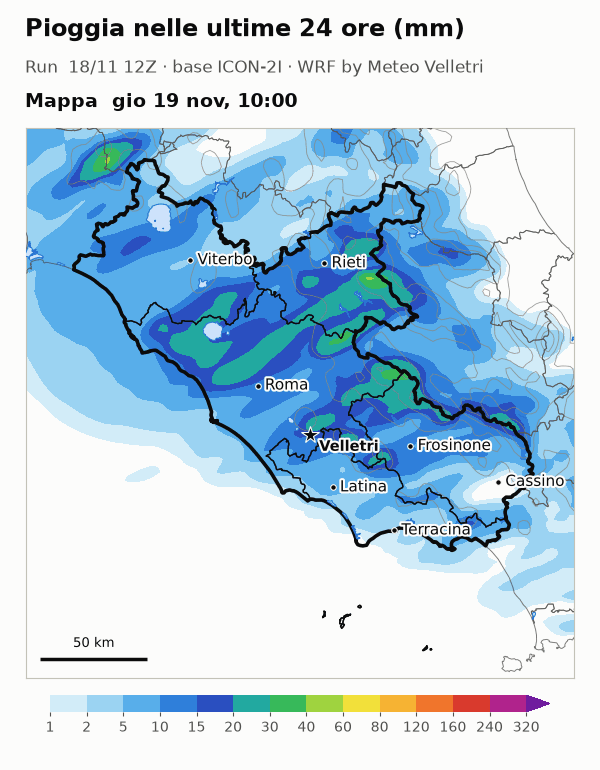 Pioggia nelle ultime 24 ore (mm)
Run  18/11 12Z · base ICON-2I · WRF by Meteo Velletri
Mappa  gio 19 nov, 10:00
Viterbo
Rieti
Roma
Velletri
Frosinone
Cassino
Latina
Terracina
50 km
1 2 5 10 15 20 30 40 60 80 120 160 240 320